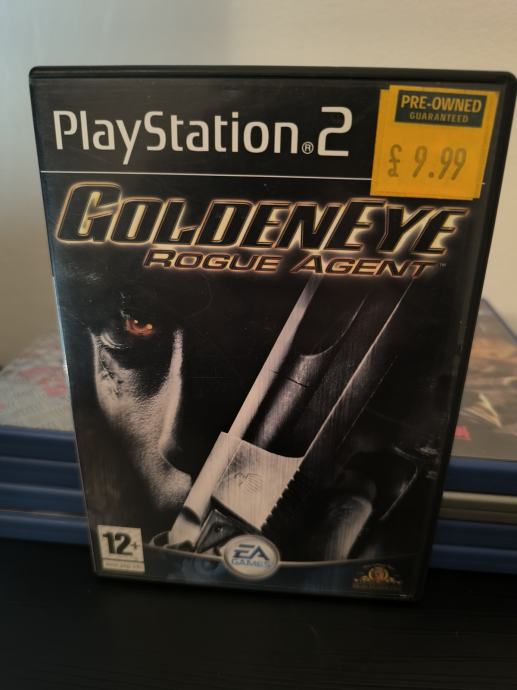 PlayStation®2
PRE-OWNED
GUARANTEED
£ 9.99
GOLDENEYE
ROGUE AGENT™
12+
EA
GAMES